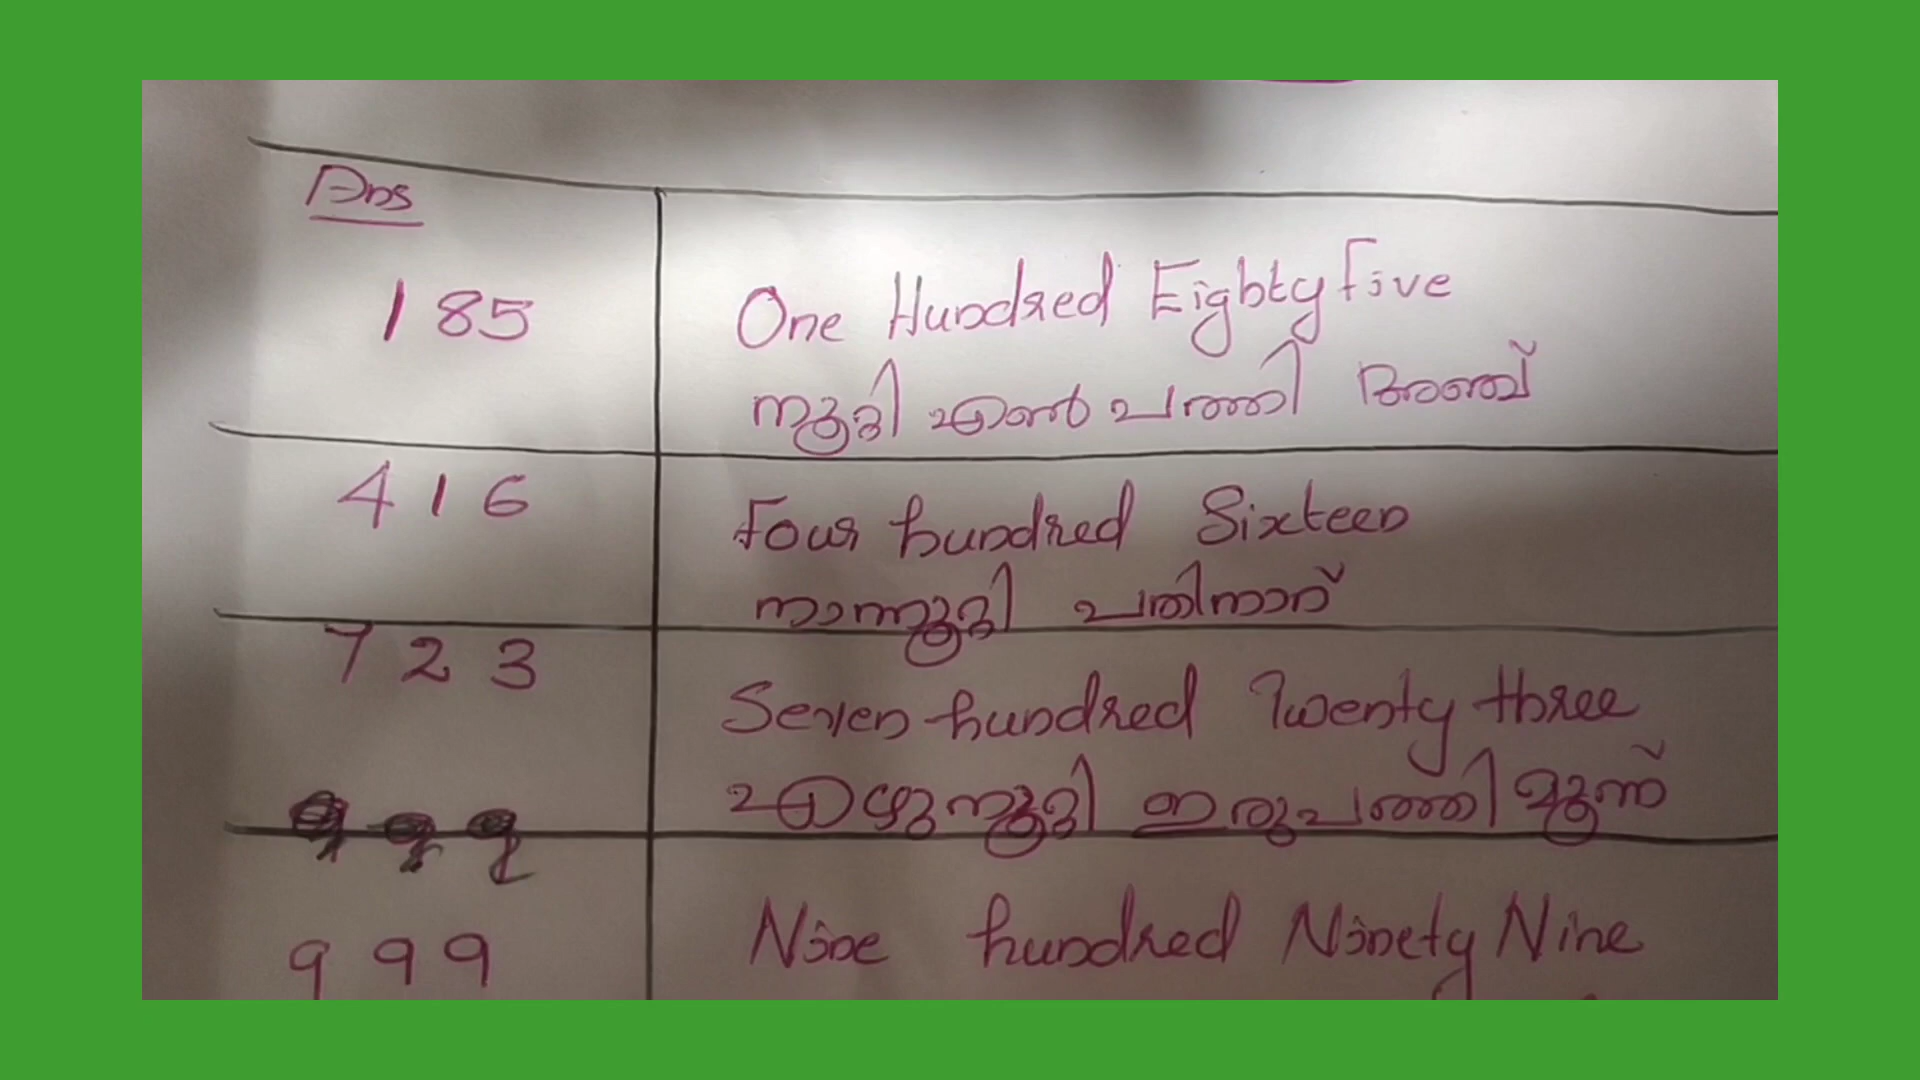 Ans
185 One Hundred Eighty five
നൂറ്റി എൺപത്തി അഞ്ച്
416 Four hundred Sixteen
നാന്നൂറ്റി പതിനാറ്
723 Seven hundred Twenty three
എഴുന്നൂറ്റി ഇരുപത്തി മൂന്ന്
999 Nine hundred Ninety Nine